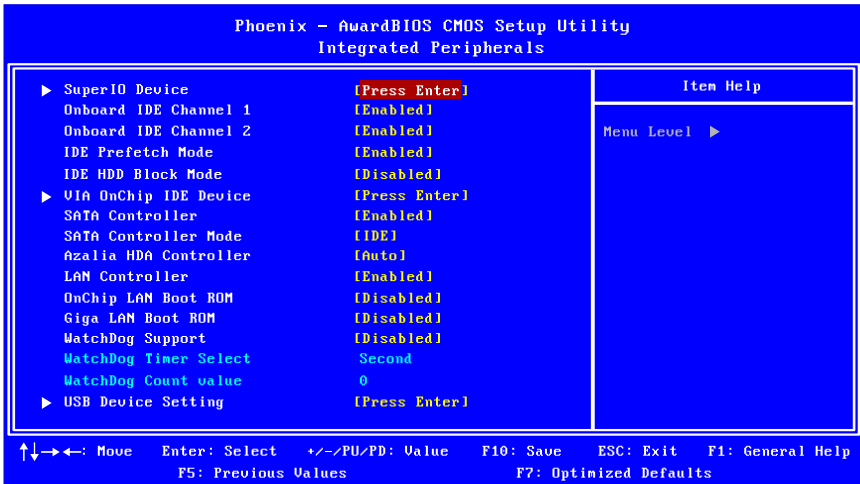 Phoenix - AwardBIOS CMOS Setup Utility
Integrated Peripherals
▶ SuperIO Device [Press Enter]
Onboard IDE Channel 1 [Enabled]
Onboard IDE Channel 2 [Enabled]
IDE Prefetch Mode [Enabled]
IDE HDD Block Mode [Disabled]
▶ VIA OnChip IDE Device [Press Enter]
SATA Controller [Enabled]
SATA Controller Mode [IDE]
Azalia HDA Controller [Auto]
LAN Controller [Enabled]
OnChip LAN Boot ROM [Disabled]
Giga LAN Boot ROM [Disabled]
WatchDog Support [Disabled]
WatchDog Timer Select Second
WatchDog Count value 0
▶ USB Device Setting [Press Enter]
Item Help
Menu Level ▶
↑↓→←: Move Enter: Select +/-/PU/PD: Value F10: Save ESC: Exit F1: General Help
F5: Previous Values F7: Optimized Defaults